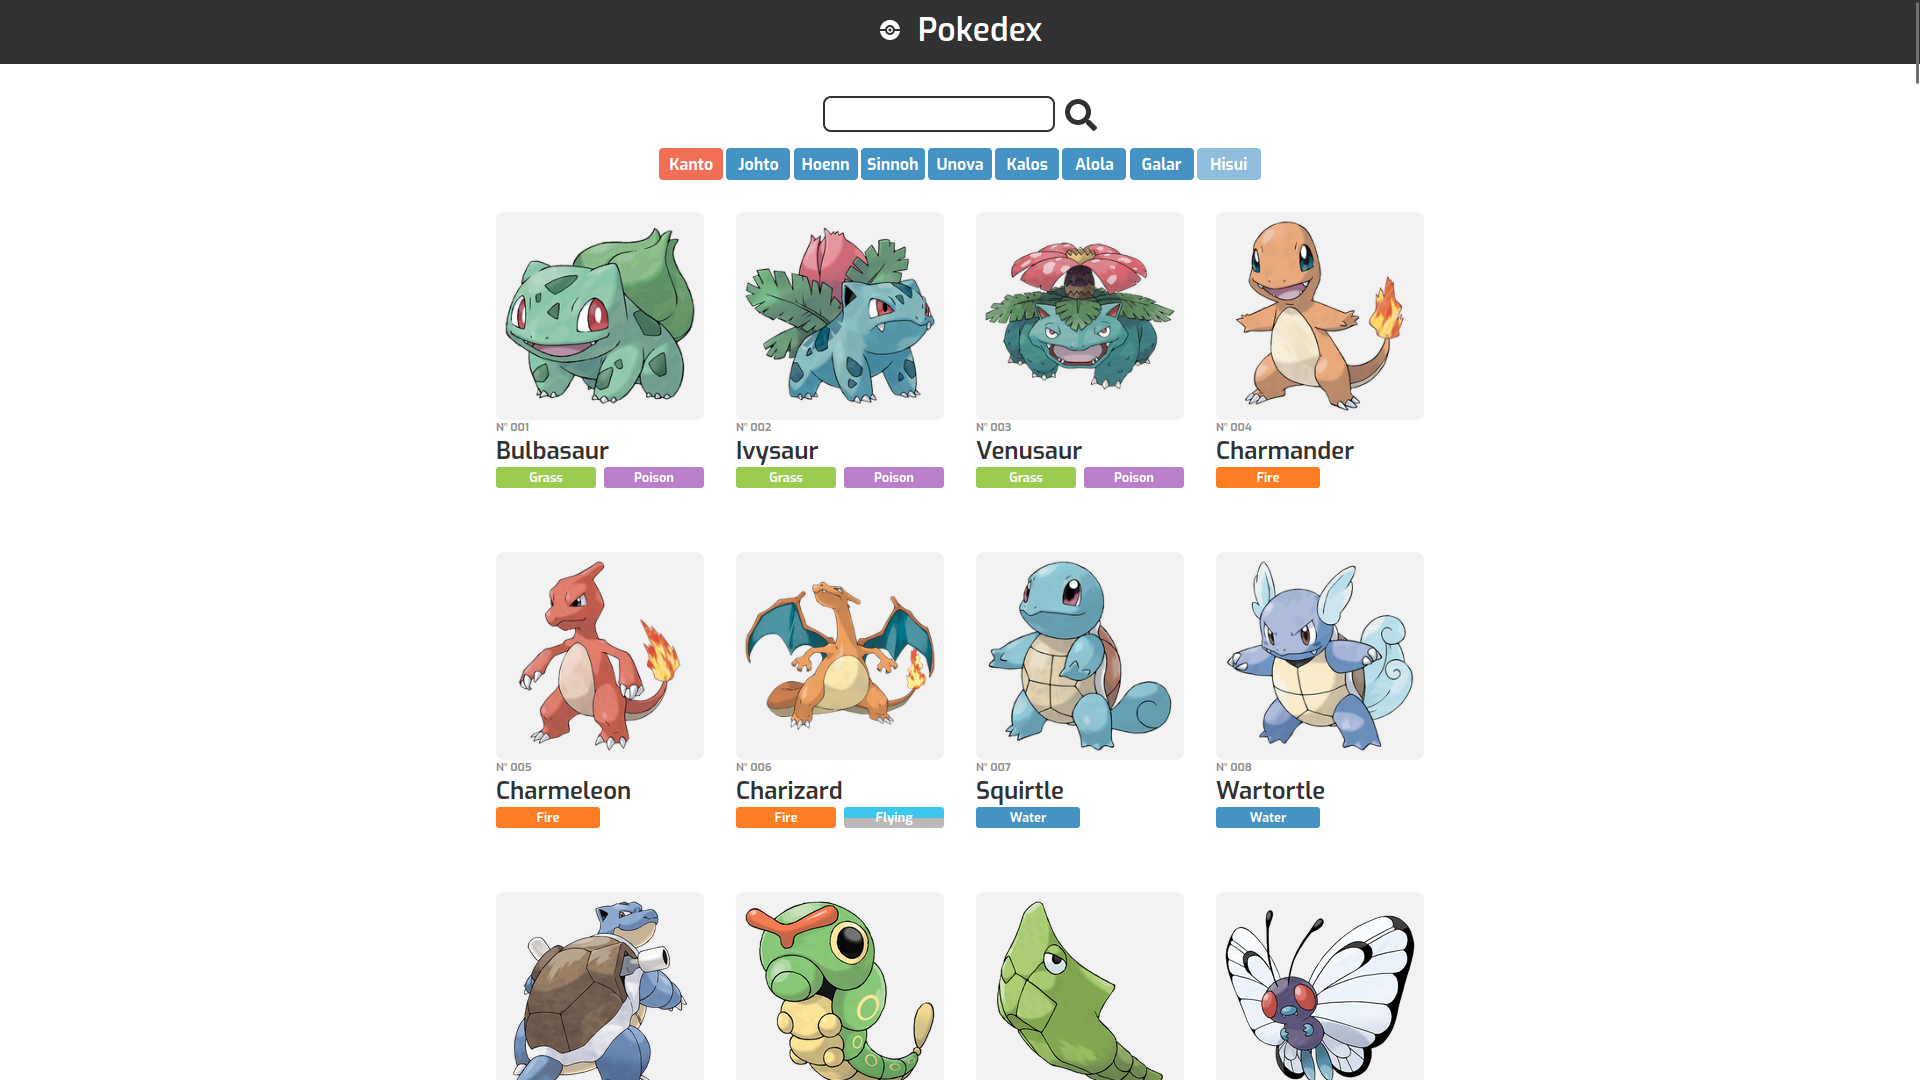 Pokedex
Kanto Johto Hoenn Sinnoh Unova Kalos Alola Galar Hisui
N° 001 N° 002 N° 003 N° 004
Bulbasaur Ivysaur Venusaur Charmander
Grass Poison Grass Poison Grass Poison Fire
N° 005 N° 006 N° 007 N° 008
Charmeleon Charizard Squirtle Wartortle
Fire Fire Flying Water Water